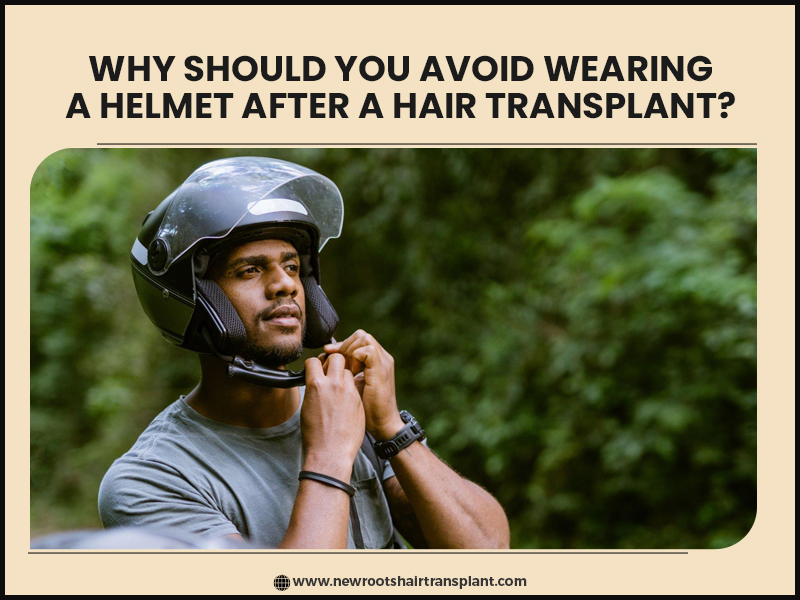 WHY SHOULD YOU AVOID WEARING
A HELMET AFTER A HAIR TRANSPLANT?
www.newrootshairtransplant.com